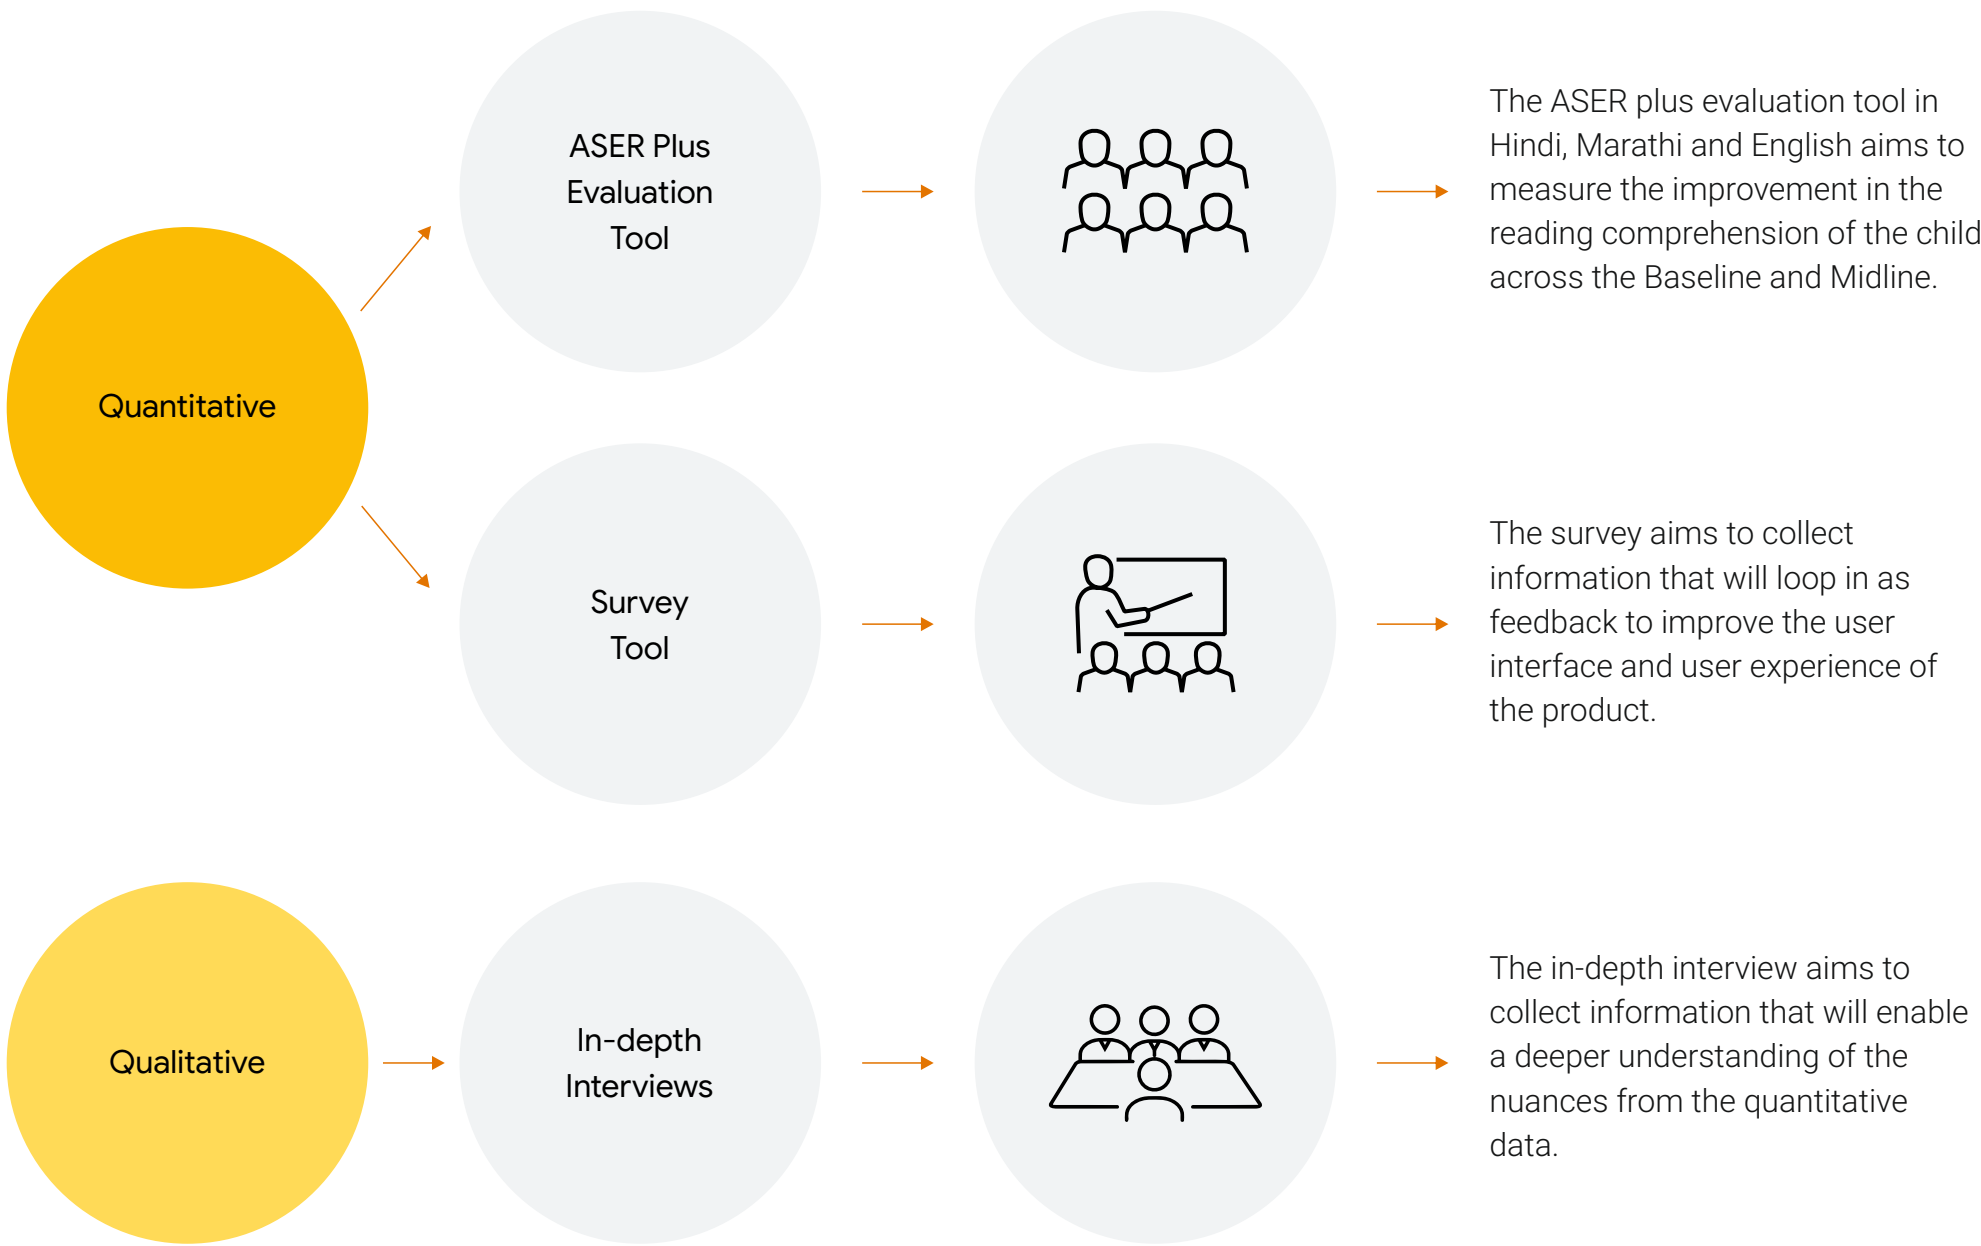 Quantitative
ASER Plus
Evaluation
Tool
The ASER plus evaluation tool in
Hindi, Marathi and English aims to
measure the improvement in the
reading comprehension of the child
across the Baseline and Midline.
Survey
Tool
The survey aims to collect
information that will loop in as
feedback to improve the user
interface and user experience of
the product.
Qualitative
In-depth
Interviews
The in-depth interview aims to
collect information that will enable
a deeper understanding of the
nuances from the quantitative
data.